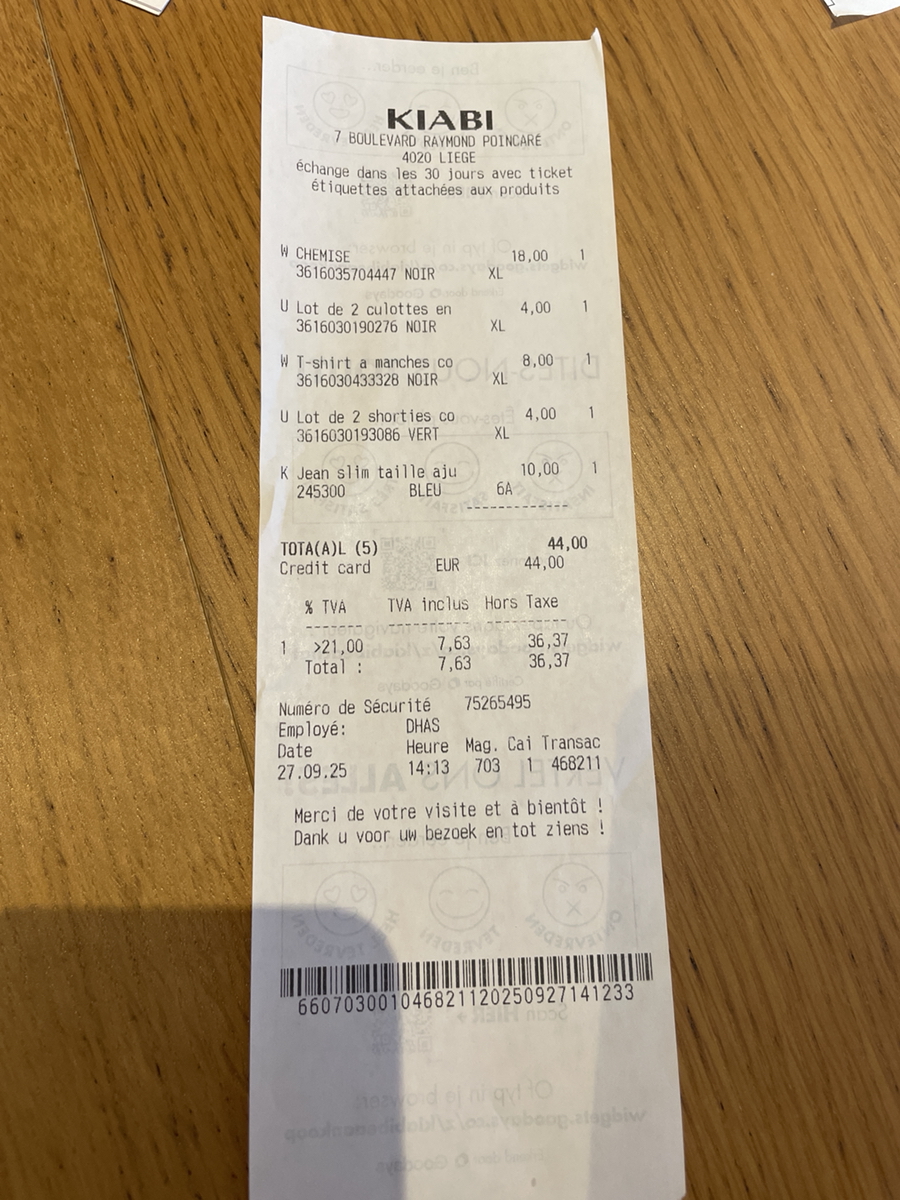 KIABI
7 BOULEVARD RAYMOND POINCARÉ
4020 LIEGE
échange dans les 30 jours avec ticket
étiquettes attachées aux produits
W CHEMISE 18,00 1
3616035704447 NOIR XL
U Lot de 2 culottes en 4,00 1
3616030190276 NOIR XL
W T-shirt a manches co 8,00 1
3616030433328 NOIR XL
U Lot de 2 shorties co 4,00 1
3616030193086 VERT XL
K Jean slim taille aju 10,00 1
245300 BLEU 6A
--------------
TOTA(A)L (5) 44,00
Credit card EUR 44,00
% TVA TVA inclus Hors Taxe
1 >21,00 7,63 36,37
Total : 7,63 36,37
Numéro de Sécurité 75265495
Employé: DHAS
Date Heure Mag. Cai Transac
27.09.25 14:13 703 1 468211
Merci de votre visite et à bientôt !
Dank u voor uw bezoek en tot ziens !
660703001046821120250927141233